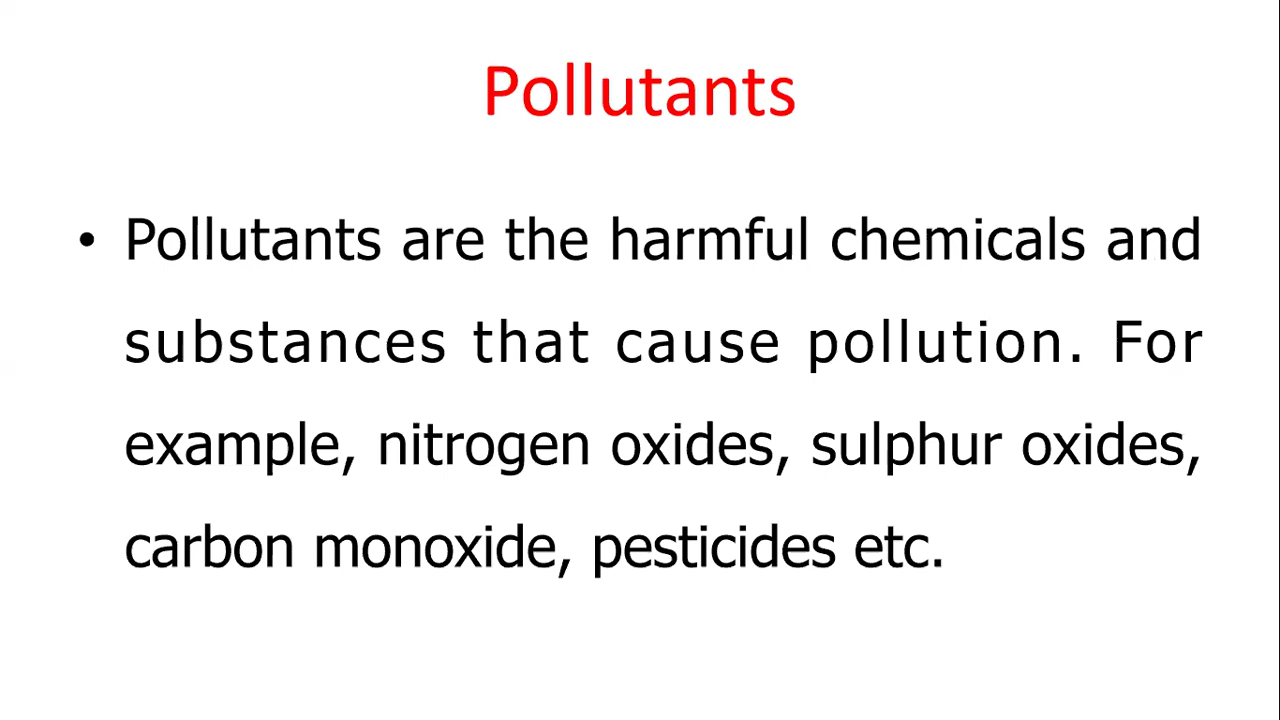 Pollutants
• Pollutants are the harmful chemicals and
substances that cause pollution. For
example, nitrogen oxides, sulphur oxides,
carbon monoxide, pesticides etc.